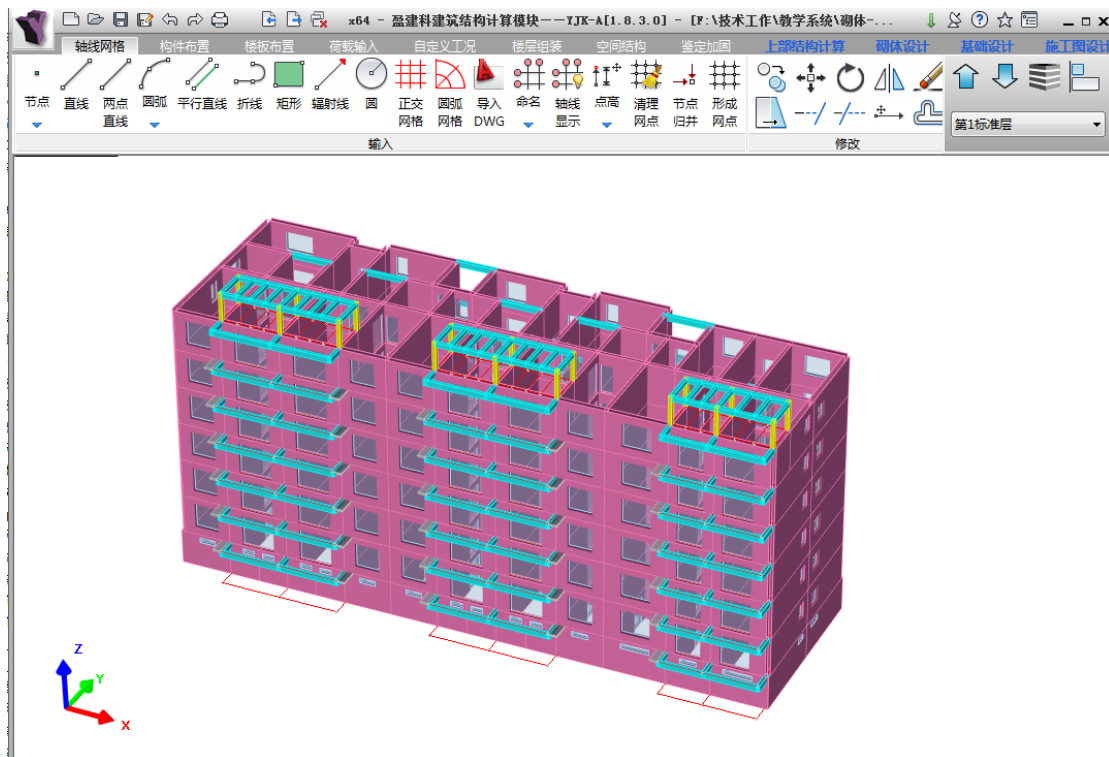 x64 - 盈建科建筑结构计算模块--YJK-A[1.8.3.0] - [F:\技术工作\教学系统\砌体-...
轴线网格 构件布置 楼板布置 荷载输入 自定义工况 楼层组装 空间结构 鉴定加固 上部结构计算 砌体设计 基础设计 施工图设计
节点 直线 两点直线 圆弧 平行直线 折线 矩形 辐射线 圆 正交网格 圆弧网格 导入DWG 命名 轴线显示 点高 清理网点 节点归并 形成网点
第1标准层
输入 修改
Z
Y
X